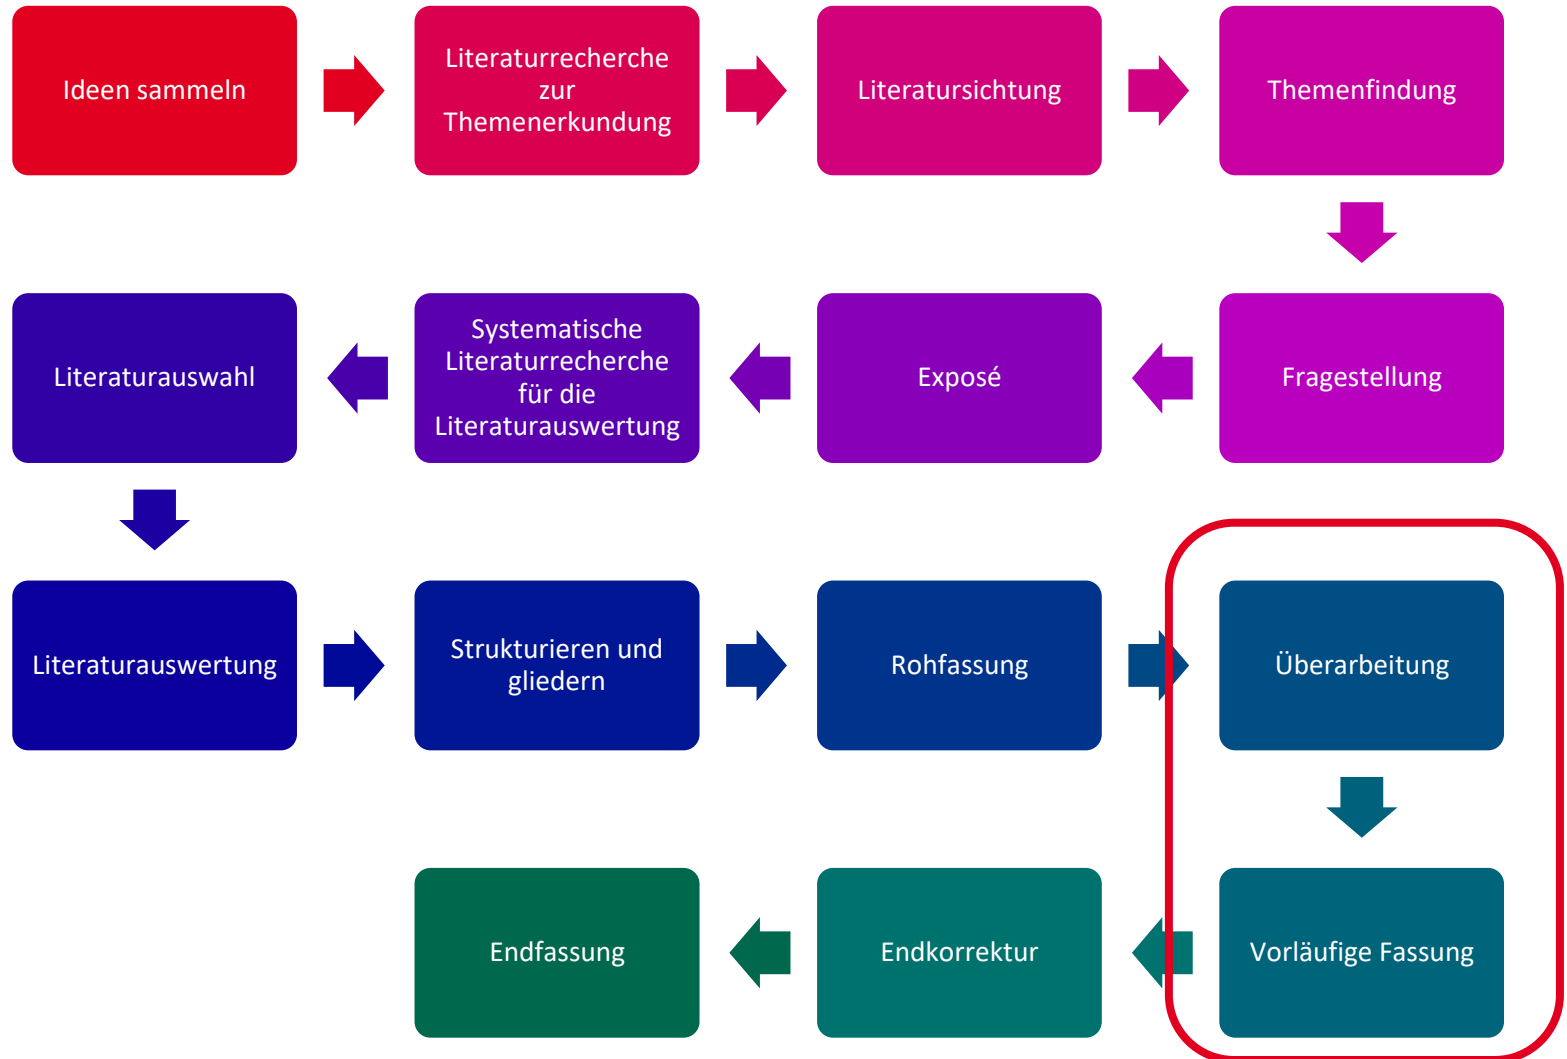 Ideen sammeln
Literaturrecherche
zur
Themenerkundung
Literatursichtung
Themenfindung
Fragestellung
Exposé
Systematische
Literaturrecherche
für die
Literaturauswertung
Literaturauswahl
Literaturauswertung
Strukturieren und
gliedern
Rohfassung
Überarbeitung
Vorläufige Fassung
Endkorrektur
Endfassung